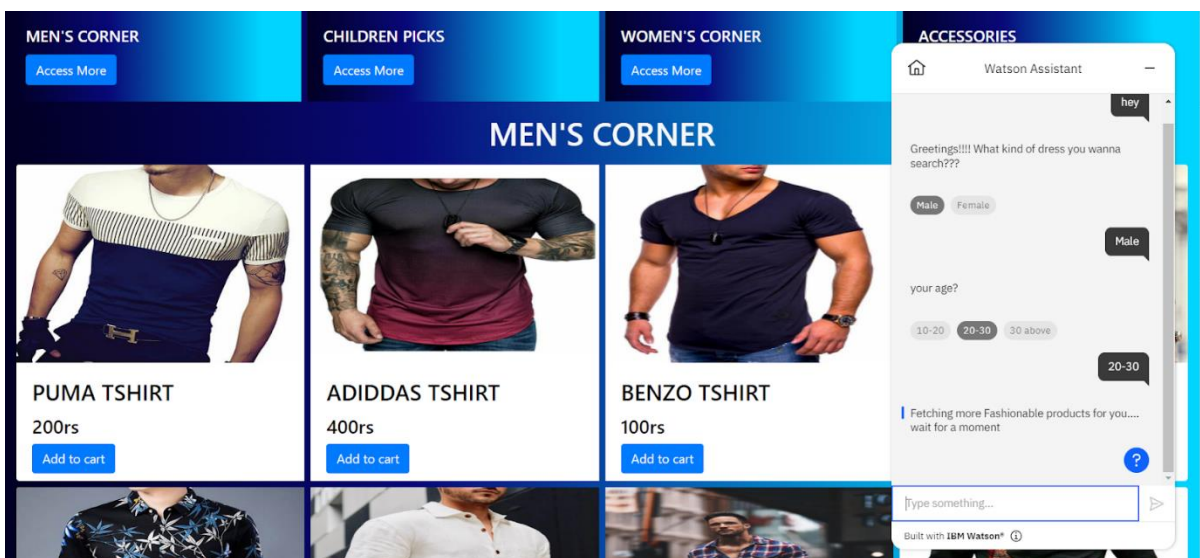 MEN'S CORNER
Access More
CHILDREN PICKS
Access More
WOMEN'S CORNER
Access More
ACCESSORIES
MEN'S CORNER
PUMA TSHIRT
200rs
Add to cart
ADIDDAS TSHIRT
400rs
Add to cart
BENZO TSHIRT
100rs
Add to cart
Watson Assistant
hey
Greetings!!!! What kind of dress you wanna
search???
Male Female
Male
your age?
10-20 20-30 30 above
20-30
Fetching more Fashionable products for you....
wait for a moment
?
Type something...
Built with IBM Watson®